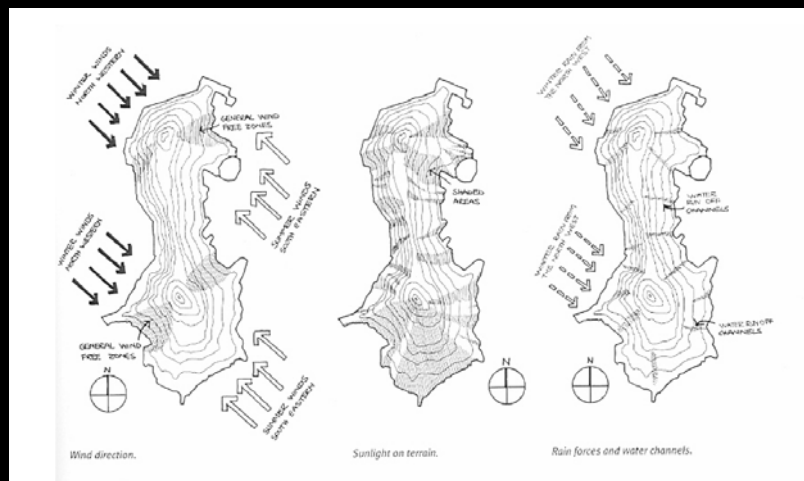 WINTER WINDS
NORTH WESTERN
GENERAL WIND
FREE ZONES
SUMMER WINDS
SOUTH EASTERN
WINTER WINDS
NORTH WESTERN
GENERAL WIND
FREE ZONES
N
SUMMER WINDS
SOUTH EASTERN
Wind direction.
SHADED
AREAS
N
Sunlight on terrain.
WINTER RAIN FROM
THE NORTH WEST
WATER
RUN OFF
CHANNELS
WINTER RAIN FROM
THE NORTH WEST
WATER RUN OFF
CHANNELS
N
Rain forces and water channels.